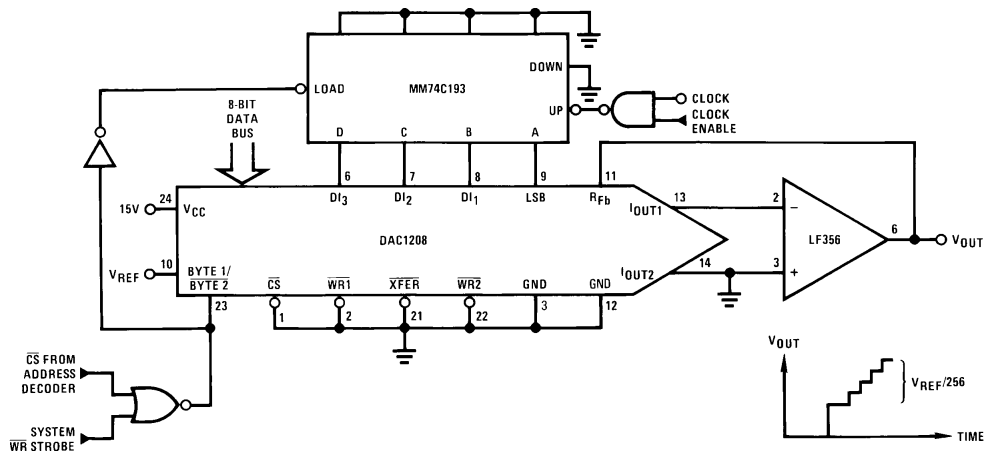 LOAD
MM74C193
DOWN
UP
D
C
B
A
CLOCK
CLOCK
ENABLE
8-BIT
DATA
BUS
6
7
8
9
11
DI3
DI2
DI1
LSB
RFb
15V
24
VCC
DAC1208
IOUT1
13
2
−
LF356
6
VOUT
VREF
10
BYTE 1/
BYTE 2
IOUT2
14
3
+
CS
WR1
XFER
WR2
GND
GND
23
1
2
21
22
3
12
CS FROM
ADDRESS
DECODER
SYSTEM
WR STROBE
VOUT
VREF/256
TIME